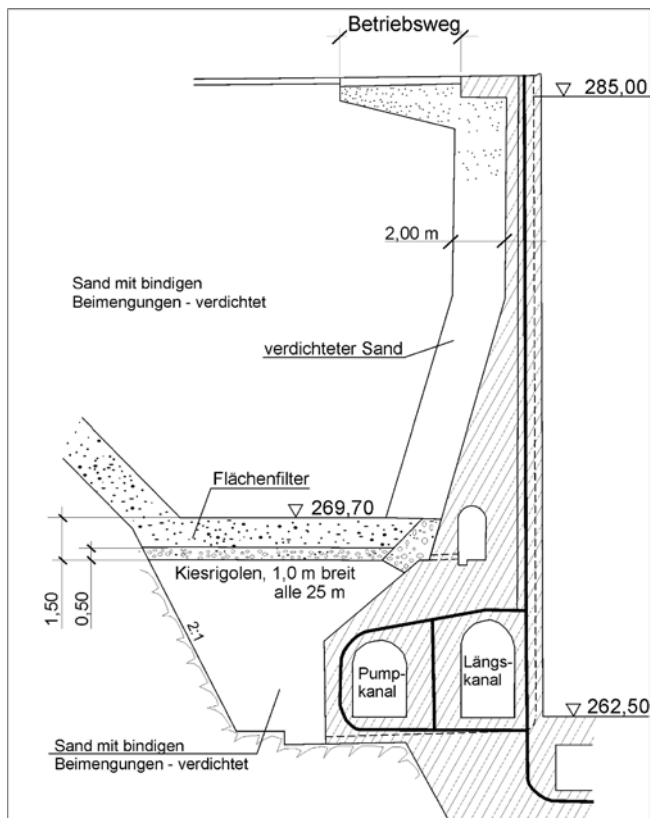 Betriebsweg
285,00
2,00 m
Sand mit bindigen
Beimengungen - verdichtet
verdichteter Sand
Flächenfilter
269,70
Kiesrigolen, 1,0 m breit
alle 25 m
1,50
0,50
2:1
Pump-
kanal
Längs-
kanal
262,50
Sand mit bindigen
Beimengungen - verdichtet